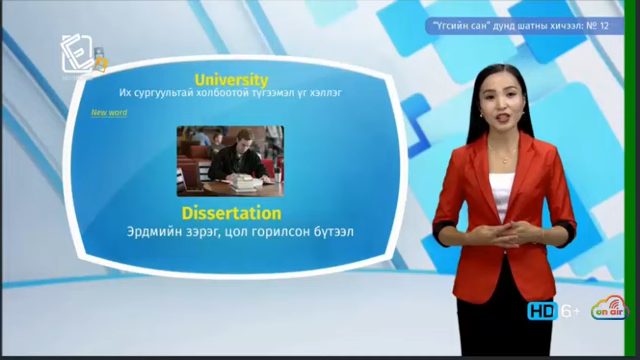 "Үгсийн сан" дунд шатны хичээл: № 12
University
Их сургуультай холбоотой түгээмэл үг хэллэг
New word
Dissertation
Эрдмийн зэрэг, цол горилсон бүтээл
HD 6+
on air